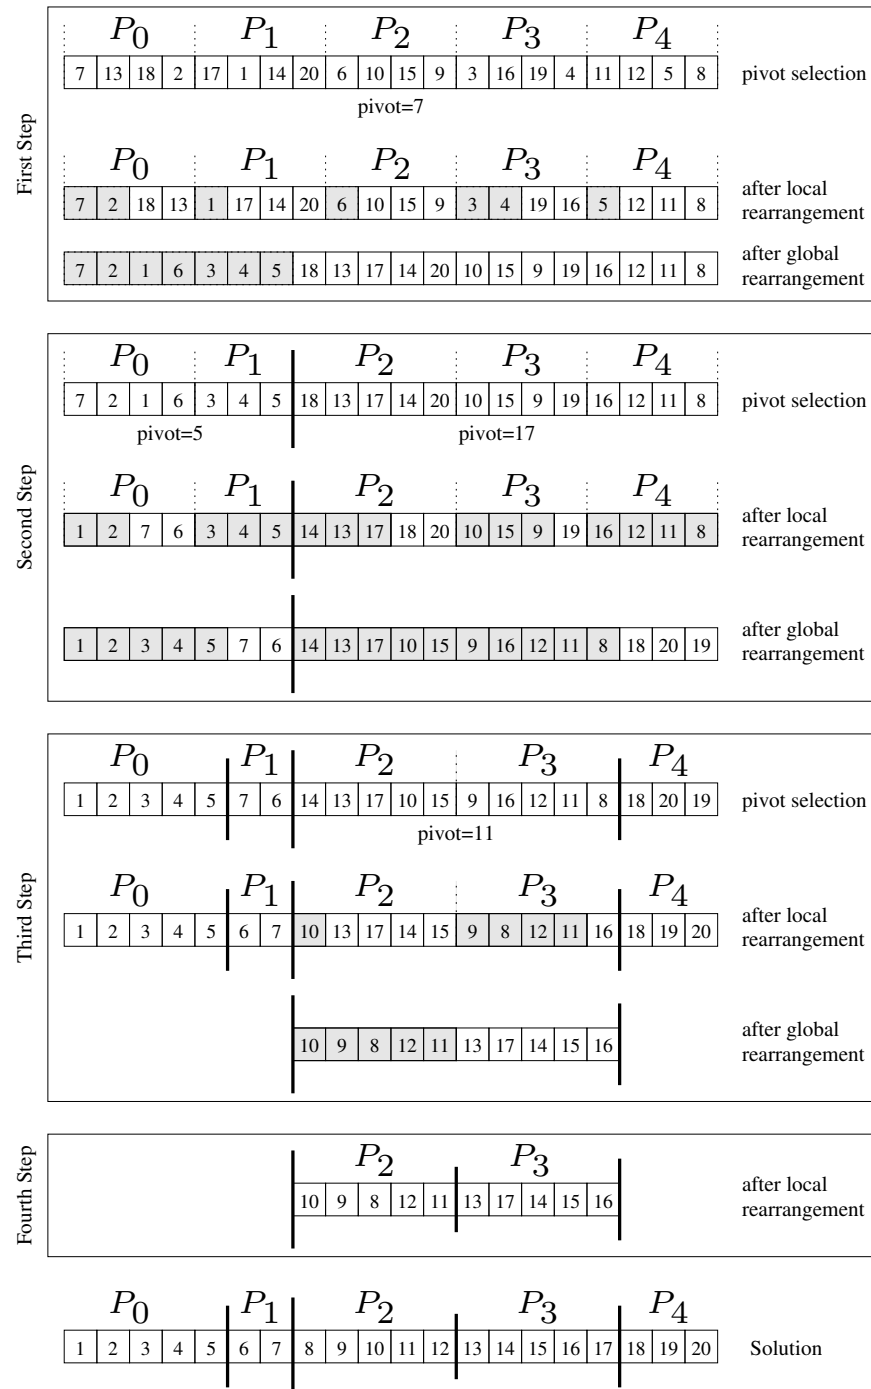 First Step
P0 P1 P2 P3 P4
7 13 18 2 17 1 14 20 6 10 15 9 3 16 19 4 11 12 5 8 pivot selection
pivot=7
P0 P1 P2 P3 P4
7 2 18 13 1 17 14 20 6 10 15 9 3 4 19 16 5 12 11 8 after local
rearrangement
7 2 1 6 3 4 5 18 13 17 14 20 10 15 9 19 16 12 11 8 after global
rearrangement
Second Step
P0 P1 P2 P3 P4
7 2 1 6 3 4 5 18 13 17 14 20 10 15 9 19 16 12 11 8 pivot selection
pivot=5 pivot=17
P0 P1 P2 P3 P4
1 2 7 6 3 4 5 14 13 17 18 20 10 15 9 19 16 12 11 8 after local
rearrangement
1 2 3 4 5 7 6 14 13 17 10 15 9 16 12 11 8 18 20 19 after global
rearrangement
Third Step
P0 P1 P2 P3 P4
1 2 3 4 5 7 6 14 13 17 10 15 9 16 12 11 8 18 20 19 pivot selection
pivot=11
P0 P1 P2 P3 P4
1 2 3 4 5 6 7 10 13 17 14 15 9 8 12 11 16 18 19 20 after local
rearrangement
10 9 8 12 11 13 17 14 15 16 after global
rearrangement
Fourth Step
P2 P3
10 9 8 12 11 13 17 14 15 16 after local
rearrangement
P0 P1 P2 P3 P4
1 2 3 4 5 6 7 8 9 10 11 12 13 14 15 16 17 18 19 20 Solution